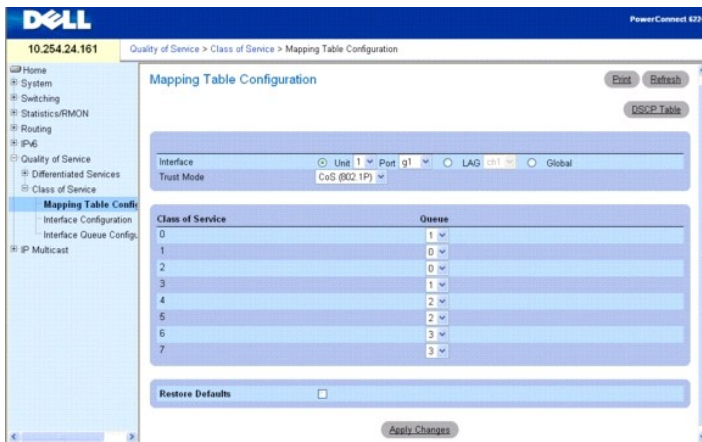 DELL
PowerConnect 622
10.254.24.161
Quality of Service > Class of Service > Mapping Table Configuration
Home
System
Switching
Statistics/RMON
Routing
IPv6
Quality of Service
Differentiated Services
Class of Service
Mapping Table Config
Interface Configuration
Interface Queue Configu
IP Multicast
Mapping Table Configuration
Print Refresh
DSCP Table
Interface Unit 1 Port g1 LAG ch1 Global
Trust Mode CoS (802.1P)
Class of Service Queue
0 1
1 0
2 0
3 1
4 2
5 2
6 3
7 3
Restore Defaults
Apply Changes